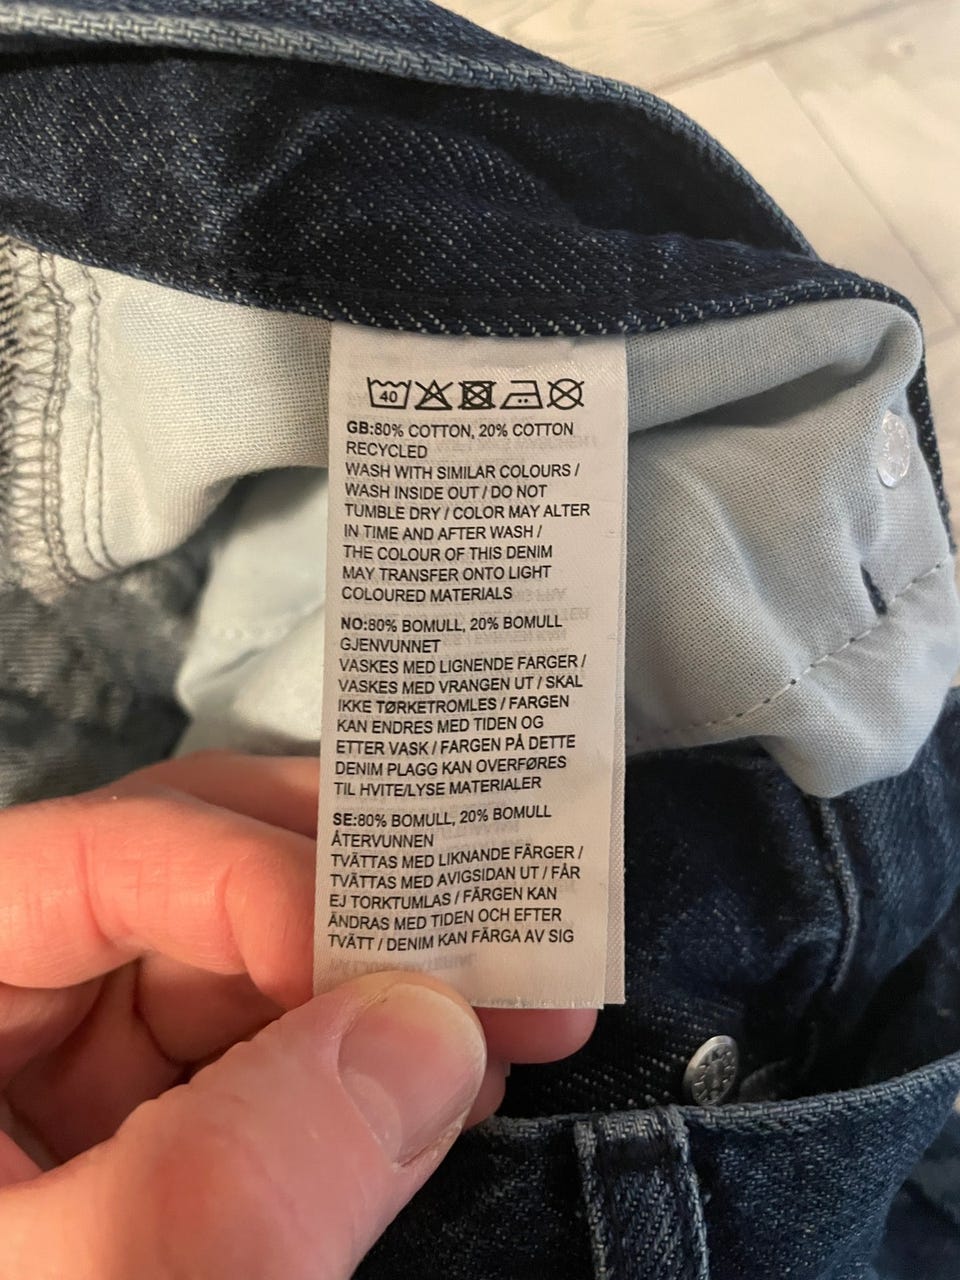 40
GB:80% COTTON, 20% COTTON
RECYCLED
WASH WITH SIMILAR COLOURS /
WASH INSIDE OUT / DO NOT
TUMBLE DRY / COLOR MAY ALTER
IN TIME AND AFTER WASH /
THE COLOUR OF THIS DENIM
MAY TRANSFER ONTO LIGHT
COLOURED MATERIALS
NO:80% BOMULL, 20% BOMULL
GJENVUNNET
VASKES MED LIGNENDE FARGER /
VASKES MED VRANGEN UT / SKAL
IKKE TØRKETROMLES / FARGEN
KAN ENDRES MED TIDEN OG
ETTER VASK / FARGEN PÅ DETTE
DENIM PLAGG KAN OVERFØRES
TIL HVITE/LYSE MATERIALER
SE:80% BOMULL, 20% BOMULL
ÅTERVUNNEN
TVÄTTAS MED LIKNANDE FÄRGER /
TVÄTTAS MED AVIGSIDAN UT / FÅR
EJ TORKTUMLAS / FÄRGEN KAN
ÄNDRAS MED TIDEN OCH EFTER
TVÄTT / DENIM KAN FÄRGA AV SIG